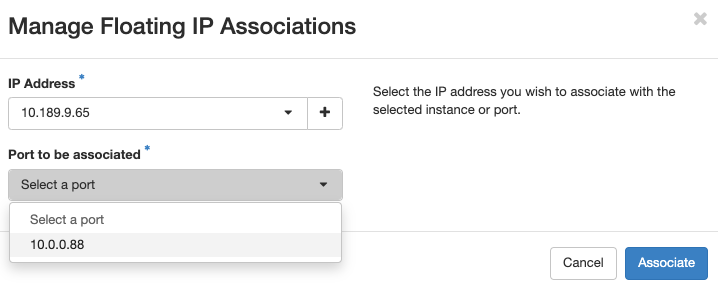 Manage Floating IP Associations
×
IP Address *
10.189.9.65
+
Select the IP address you wish to associate with the
selected instance or port.
Port to be associated *
Select a port
Select a port
10.0.0.88
Cancel
Associate